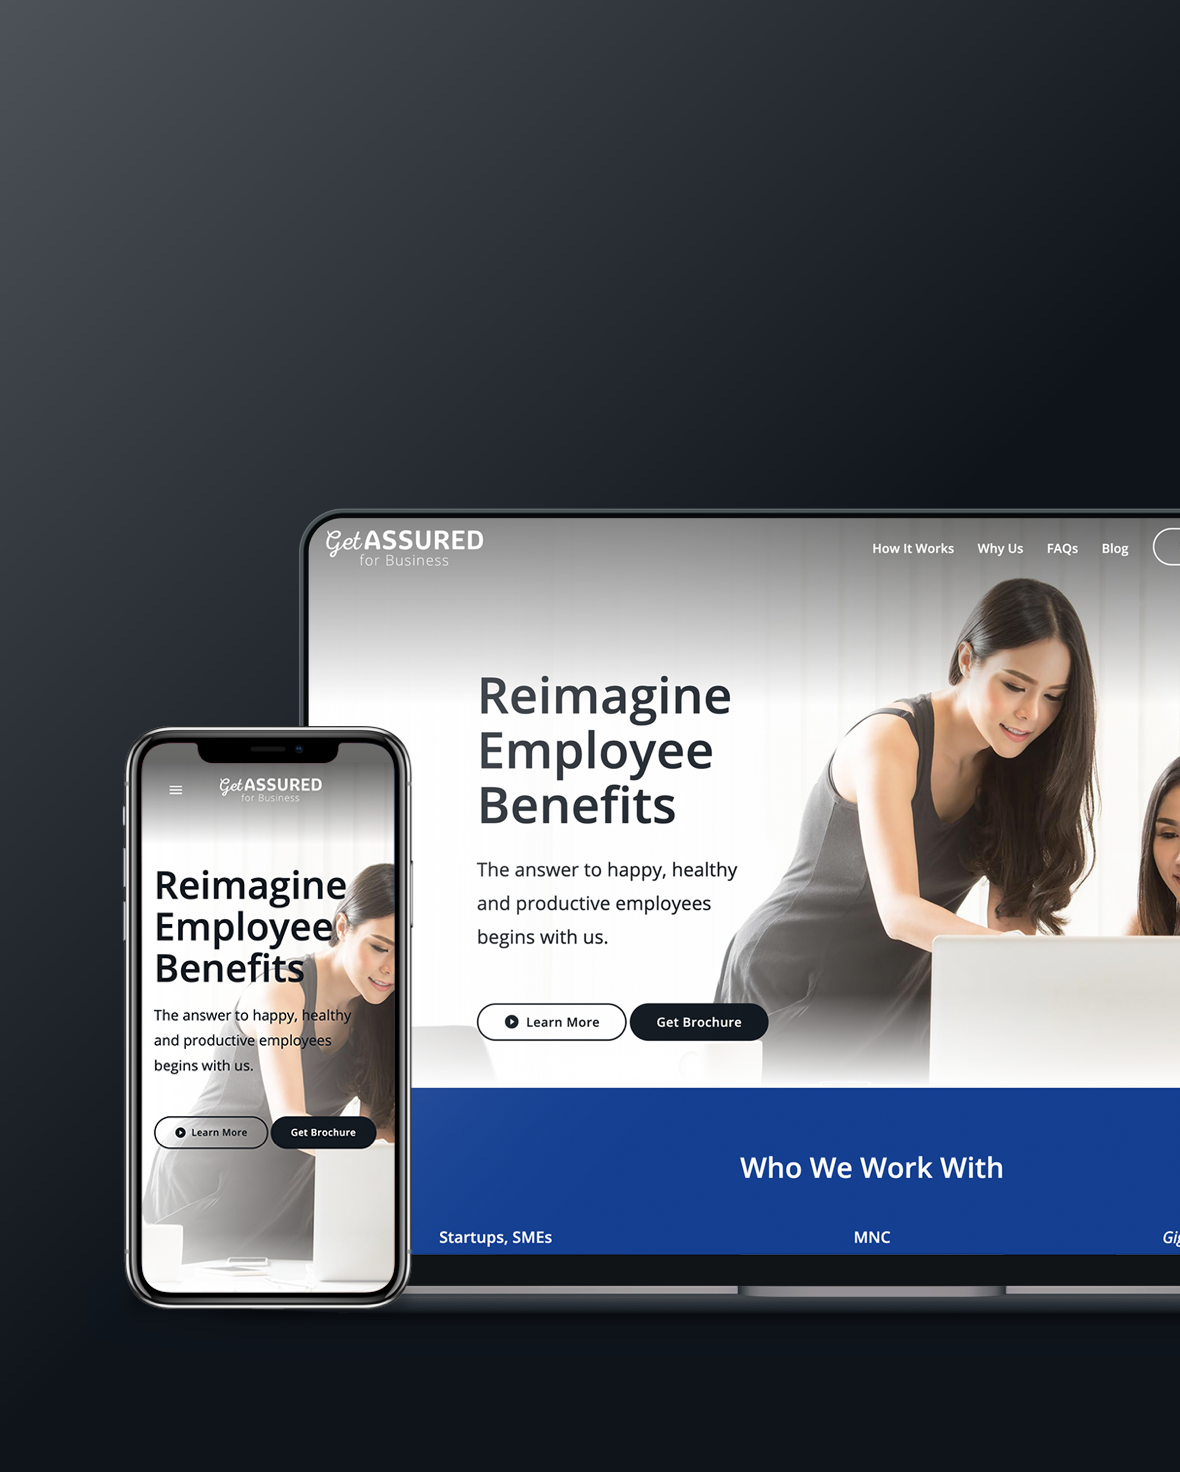 Get ASSURED
for Business
How It Works Why Us FAQs Blog
Reimagine
Employee
Benefits
The answer to happy, healthy
and productive employees
begins with us.
Learn More Get Brochure
Who We Work With
Startups, SMEs MNC
Get ASSURED
for Business
Reimagine
Employee
Benefits
The answer to happy, healthy
and productive employees
begins with us.
Learn More Get Brochure